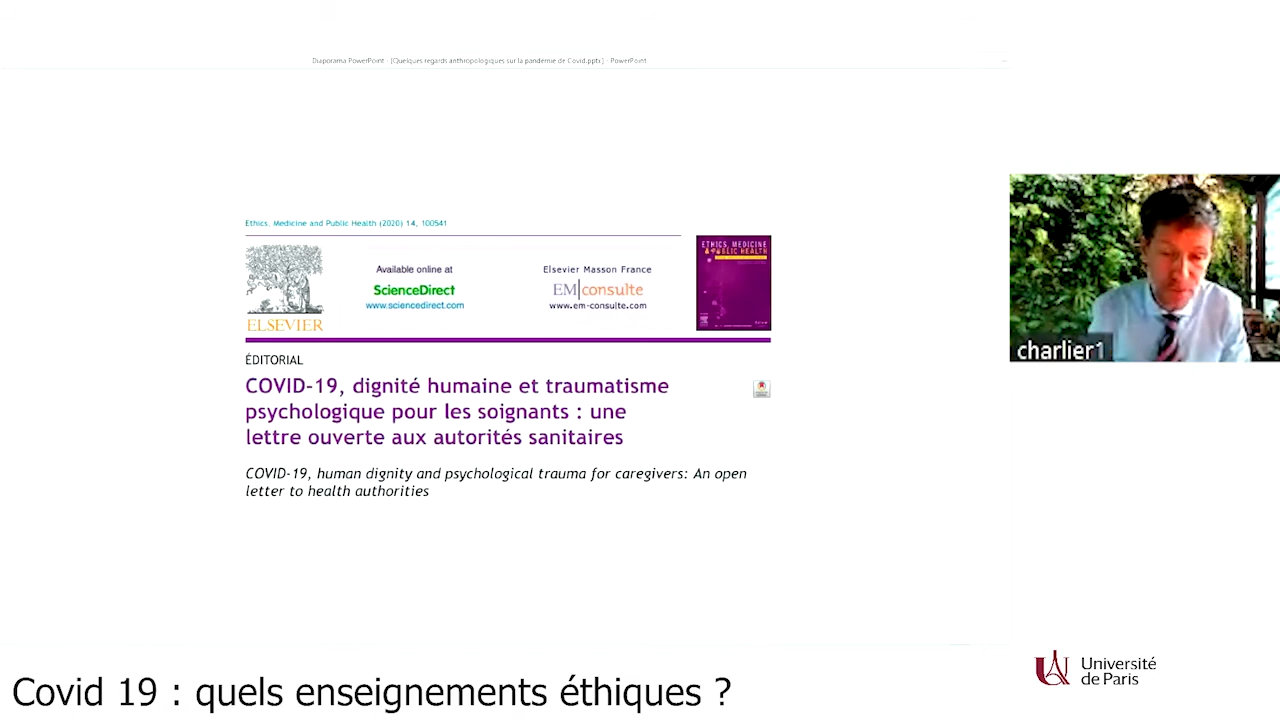 Diaporama PowerPoint - [Quelques regards anthropologiques sur la pandémie de Covid.pptx] - PowerPoint
Ethics, Medicine and Public Health (2020) 14, 100541
Available online at
ScienceDirect
www.sciencedirect.com
Elsevier Masson France
EM|consulte
www.em-consulte.com
ETHICS, MEDICINE
& PUBLIC HEALTH
ELSEVIER
ÉDITORIAL
COVID-19, dignité humaine et traumatisme
psychologique pour les soignants : une
lettre ouverte aux autorités sanitaires
COVID-19, human dignity and psychological trauma for caregivers: An open
letter to health authorities
charlier1
Covid 19 : quels enseignements éthiques ?
Université
de Paris